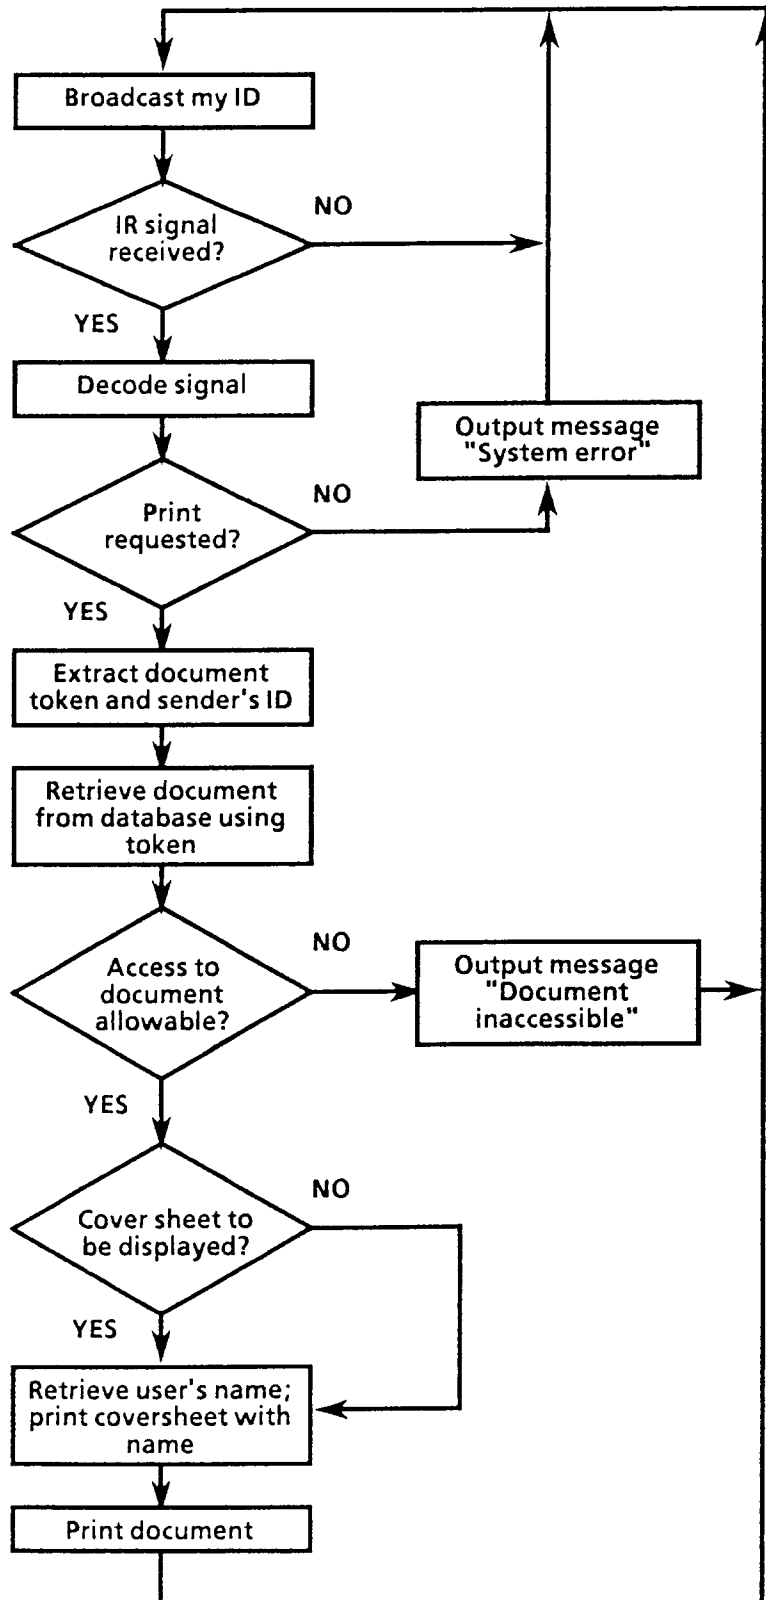 Broadcast my ID
IR signal
received?
NO
YES
Decode signal
Output message
"System error"
Print
requested?
NO
YES
Extract document
token and sender's ID
Retrieve document
from database using
token
Access to
document
allowable?
NO
Output message
"Document
inaccessible"
YES
Cover sheet to
be displayed?
NO
YES
Retrieve user's name;
print coversheet with
name
Print document